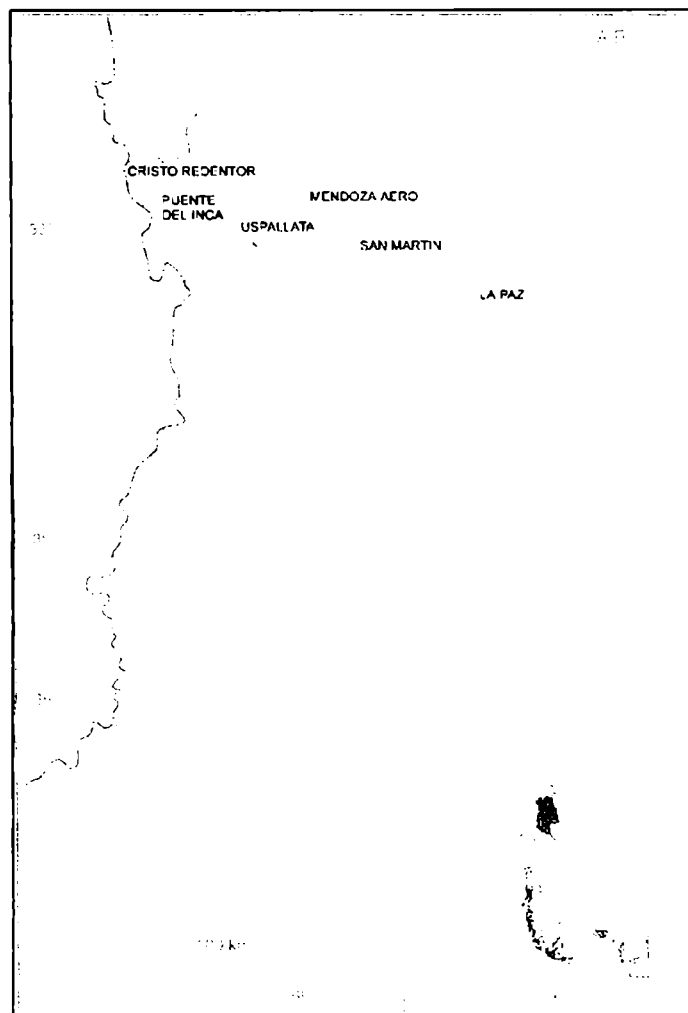 CRISTO REDENTOR
MENDOZA AERO
PUENTE
DEL INCA
USPALLATA
SAN MARTIN
LA PAZ